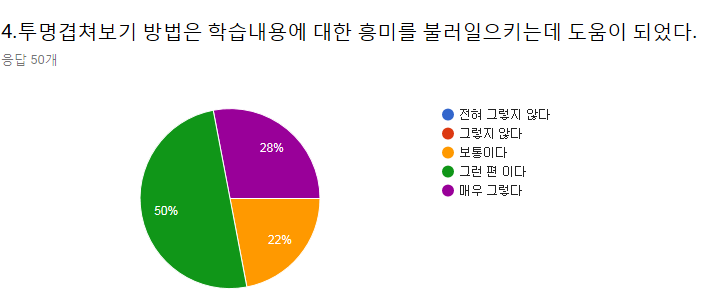 4.투명겹쳐보기 방법은 학습내용에 대한 흥미를 불러일으키는데 도움이 되었다.
응답 50개
전혀 그렇지 않다
그렇지 않다
보통이다
그런 편 이다
매우 그렇다
28%
50%
22%